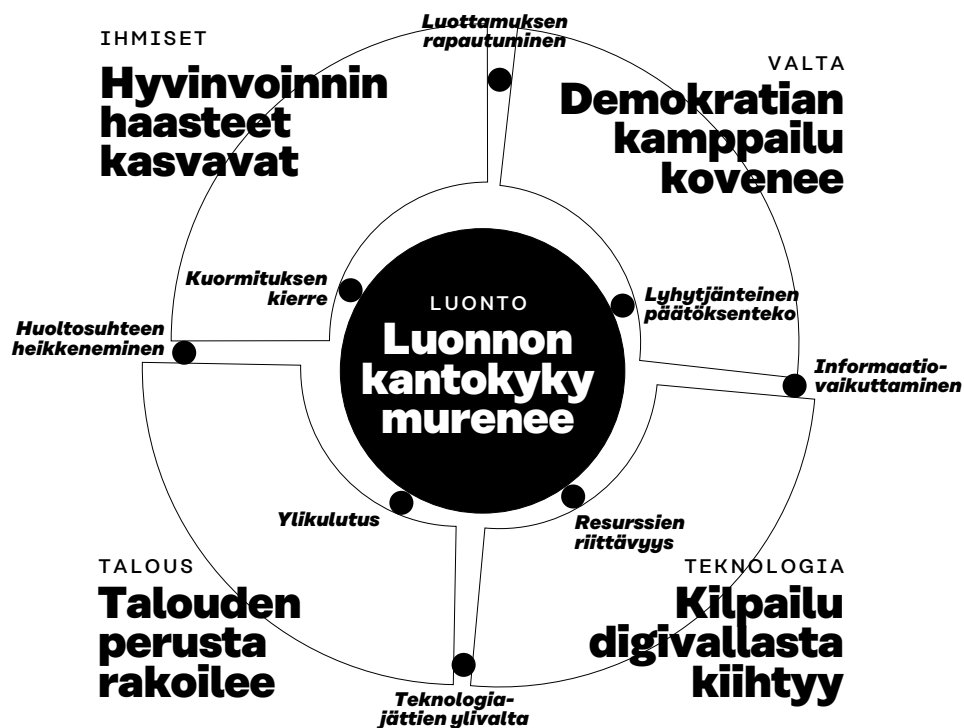 Luottamuksen
rapautuminen
IHMISET
Hyvinvoinnin
haasteet
kasvavat
VALTA
Demokratian
kamppailu
kovenee
Kuormituksen
kierre
Huoltosuhteen
heikkeneminen
LUONTO
Luonnon
kantokyky
murenee
Lyhytjänteinen
päätöksenteko
Informaatio-
vaikuttaminen
Ylikulutus
Resurssien
riittävyys
TALOUS
Talouden
perusta
rakoilee
TEKNOLOGIA
Kilpailu
digivallasta
kiihtyy
Teknologia-
jättien ylivalta